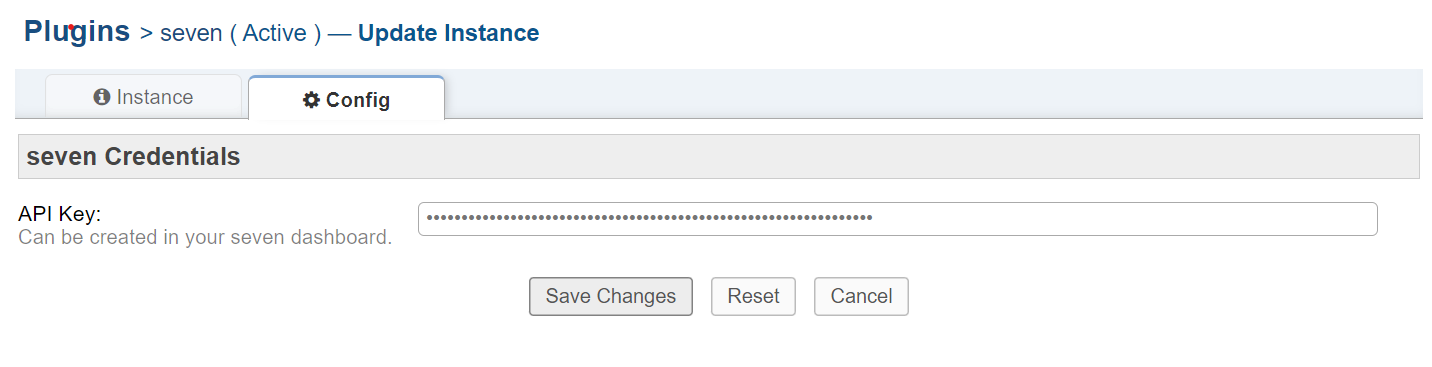 Plugins > seven ( Active ) — Update Instance
Instance
Config
seven Credentials
API Key:
••••••••••••••••••••••••••••••••••••••••••••••••••••••••••••••••
Can be created in your seven dashboard.
Save Changes Reset Cancel